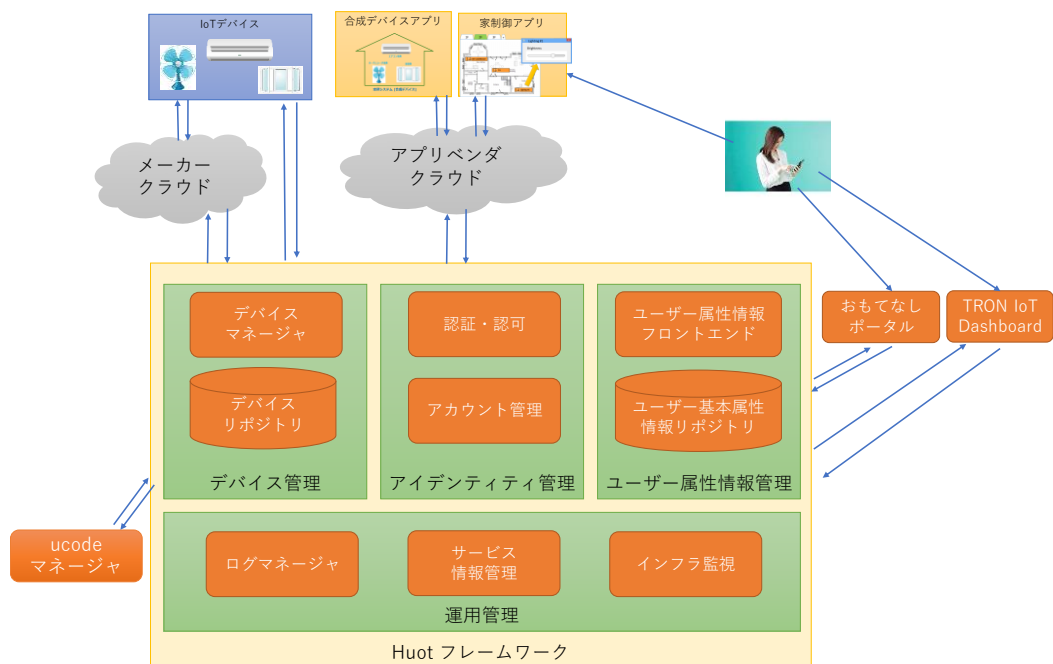 IoTデバイス
合成デバイスアプリ
家制御アプリ
メーカー
クラウド
アプリベンダ
クラウド
デバイス
マネージャ
認証・認可
ユーザー属性情報
フロントエンド
おもてなし
ポータル
TRON IoT
Dashboard
デバイス
リポジトリ
アカウント管理
ユーザー基本属性
情報リポジトリ
デバイス管理
アイデンティティ管理
ユーザー属性情報管理
ucode
マネージャ
ログマネージャ
サービス
情報管理
インフラ監視
運用管理
Huot フレームワーク